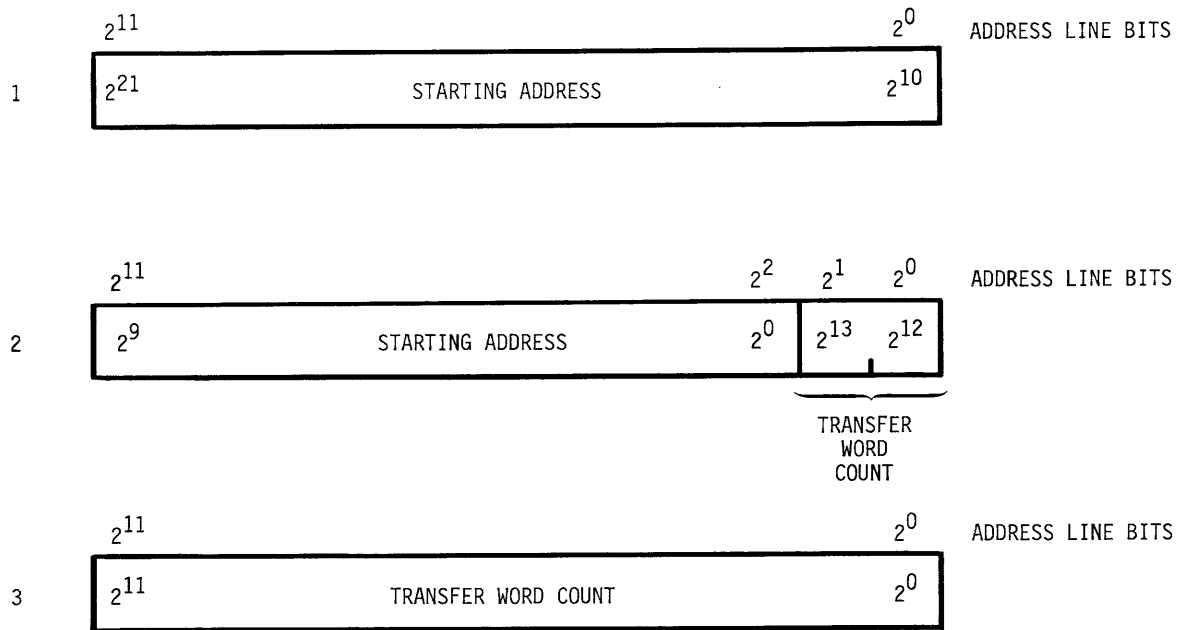 2^11 2^0 ADDRESS LINE BITS
1 2^21 STARTING ADDRESS 2^10
2^11 2^2 2^1 2^0 ADDRESS LINE BITS
2 2^9 STARTING ADDRESS 2^0 2^13 2^12
TRANSFER
WORD
COUNT
2^11 2^0 ADDRESS LINE BITS
3 2^11 TRANSFER WORD COUNT 2^0